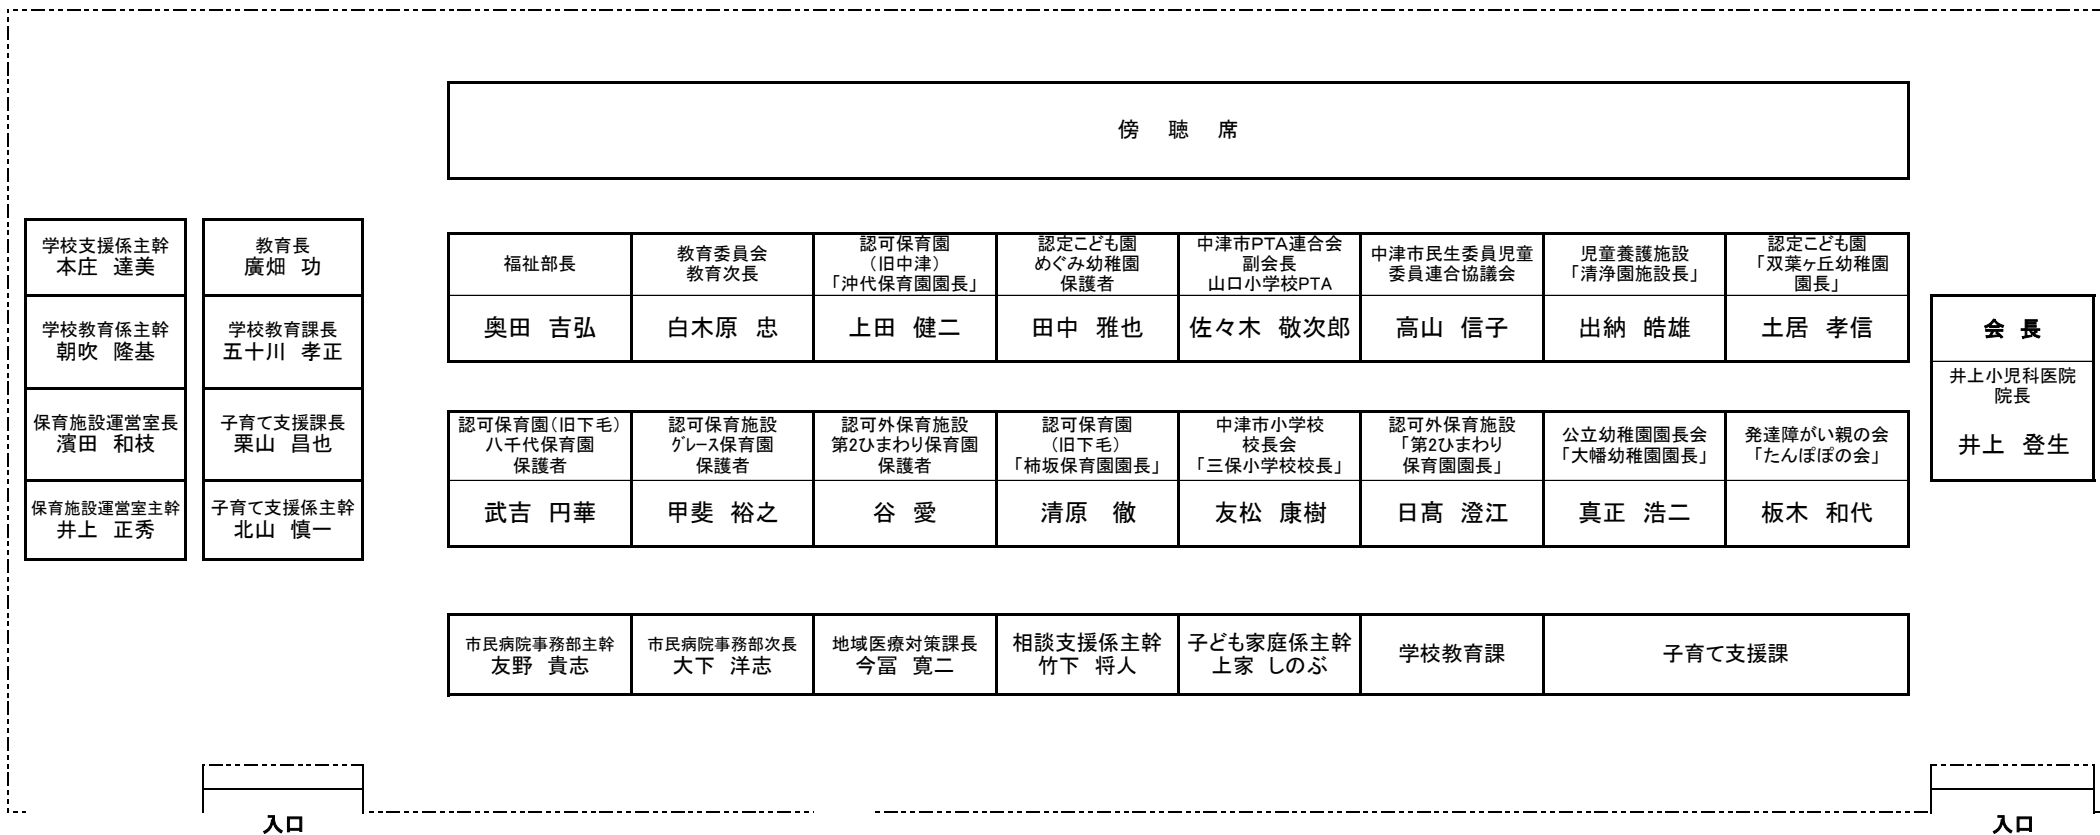 傍 聴 席
学校支援係主幹
本庄 達美
教育長
廣畑 功
学校教育係主幹
朝吹 隆基
学校教育課長
五十川 孝正
保育施設運営室長
濱田 和枝
子育て支援課長
栗山 昌也
保育施設運営室主幹
井上 正秀
子育て支援係主幹
北山 慎一
福祉部長
奥田 吉弘
教育委員会
教育次長
白木原 忠
認可保育園
（旧中津）
「沖代保育園園長」
上田 健二
認定こども園
めぐみ幼稚園
保護者
田中 雅也
中津市PTA連合会
副会長
山口小学校PTA
佐々木 敬次郎
中津市民生委員児童
委員連合協議会
高山 信子
児童養護施設
「清浄園施設長」
出納 皓雄
認定こども園
「双葉ヶ丘幼稚園
園長」
土居 孝信
会 長
井上小児科医院
院長
井上 登生
認可保育園（旧下毛）
八千代保育園
保護者
武吉 円華
認可保育施設
グレース保育園
保護者
甲斐 裕之
認可外保育施設
第2ひまわり保育園
保護者
谷 愛
認可保育園
（旧下毛）
「柿坂保育園園長」
清原 徹
中津市小学校
校長会
「三保小学校校長」
友松 康樹
認可外保育施設
「第2ひまわり
保育園園長」
日髙 澄江
公立幼稚園園長会
「大幡幼稚園園長」
真正 浩二
発達障がい親の会
「たんぽぽの会」
板木 和代
市民病院事務部主幹
友野 貴志
市民病院事務部次長
大下 洋志
地域医療対策課長
今冨 寛二
相談支援係主幹
竹下 将人
子ども家庭係主幹
上家 しのぶ
学校教育課
子育て支援課
入口
入口